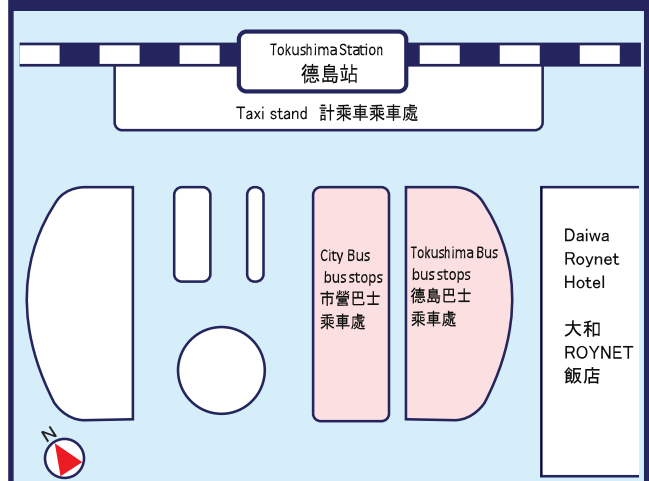 Tokushima Station
德島站
Taxi stand 計乘車乘車處
City Bus
bus stops
市營巴士
乘車處
Tokushima Bus
bus stops
德島巴士
乘車處
Daiwa
Roynet
Hotel
大和
ROYNET
飯店
N